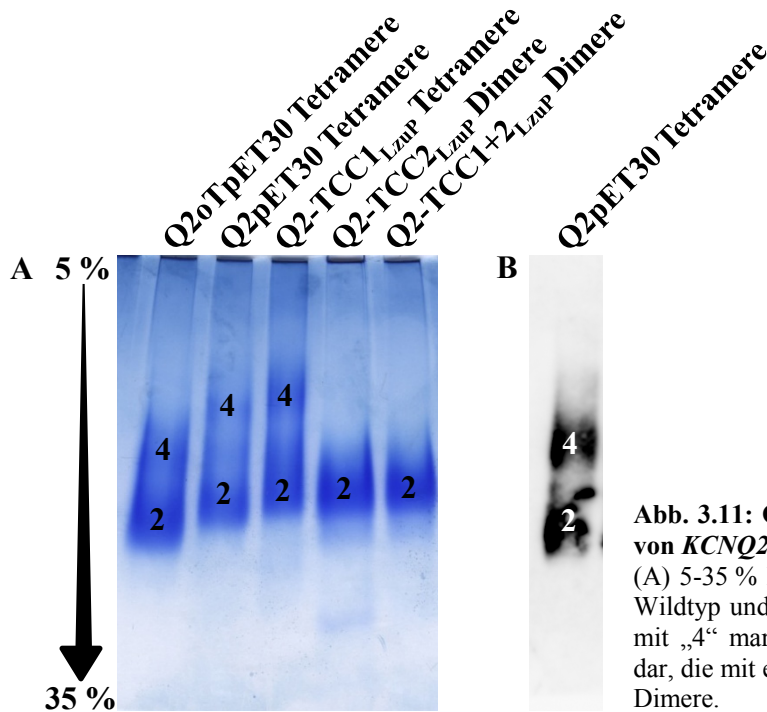 Q2oTpET30 Tetramere
Q2pET30 Tetramere
Q2-TCC1LzuP Tetramere
Q2-TCC2LzuP Dimere
Q2-TCC1+2LzuP Dimere
Q2pET30 Tetramere
A
5 %
B
4
4
4
2
2
2
2
2
4
2
35 %
von KCNQ2
(A) 5-35 %
Wildtyp und
mit „4“ mar
dar, die mit e
Dimere.
Abb. 3.11: